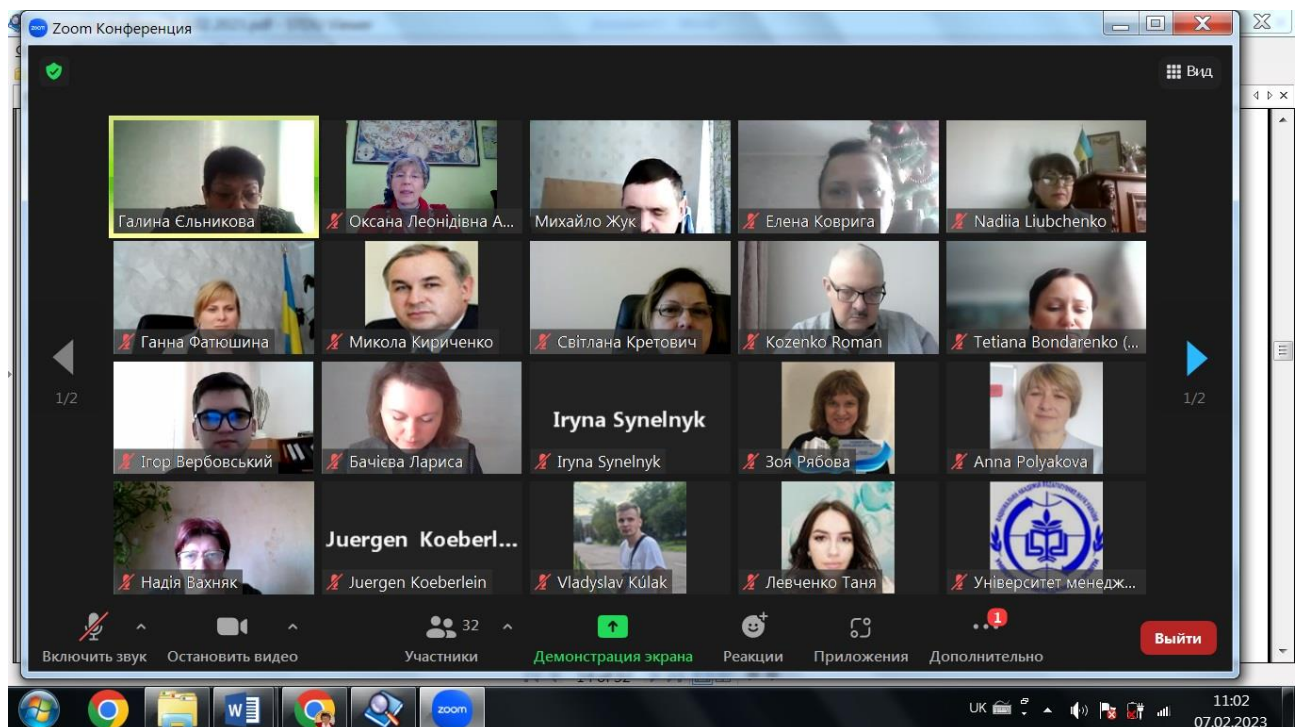 Zoom Конференция
Вид
Галина Єльникова
Оксана Леонідівна А...
Михайло Жук
Елена Коврига
Nadiia Liubchenko
Ганна Фатюшина
Микола Кириченко
Світлана Кретович
Kozenko Roman
Tetiana Bondarenko (...
1/2
1/2
Ігор Вербовський
Бачієва Лариса
Iryna Synelnyk
Iryna Synelnyk
Зоя Рябова
Anna Polyakova
Надія Вахняк
Juergen Koeberl...
Juergen Koeberlein
Vladyslav Kúlak
Левченко Таня
Університет менедж...
32
1
Включить звук
Остановить видео
Участники
Демонстрация экрана
Реакции
Приложения
Дополнительно
Выйти
zoom
UK
11:02
07.02.2023